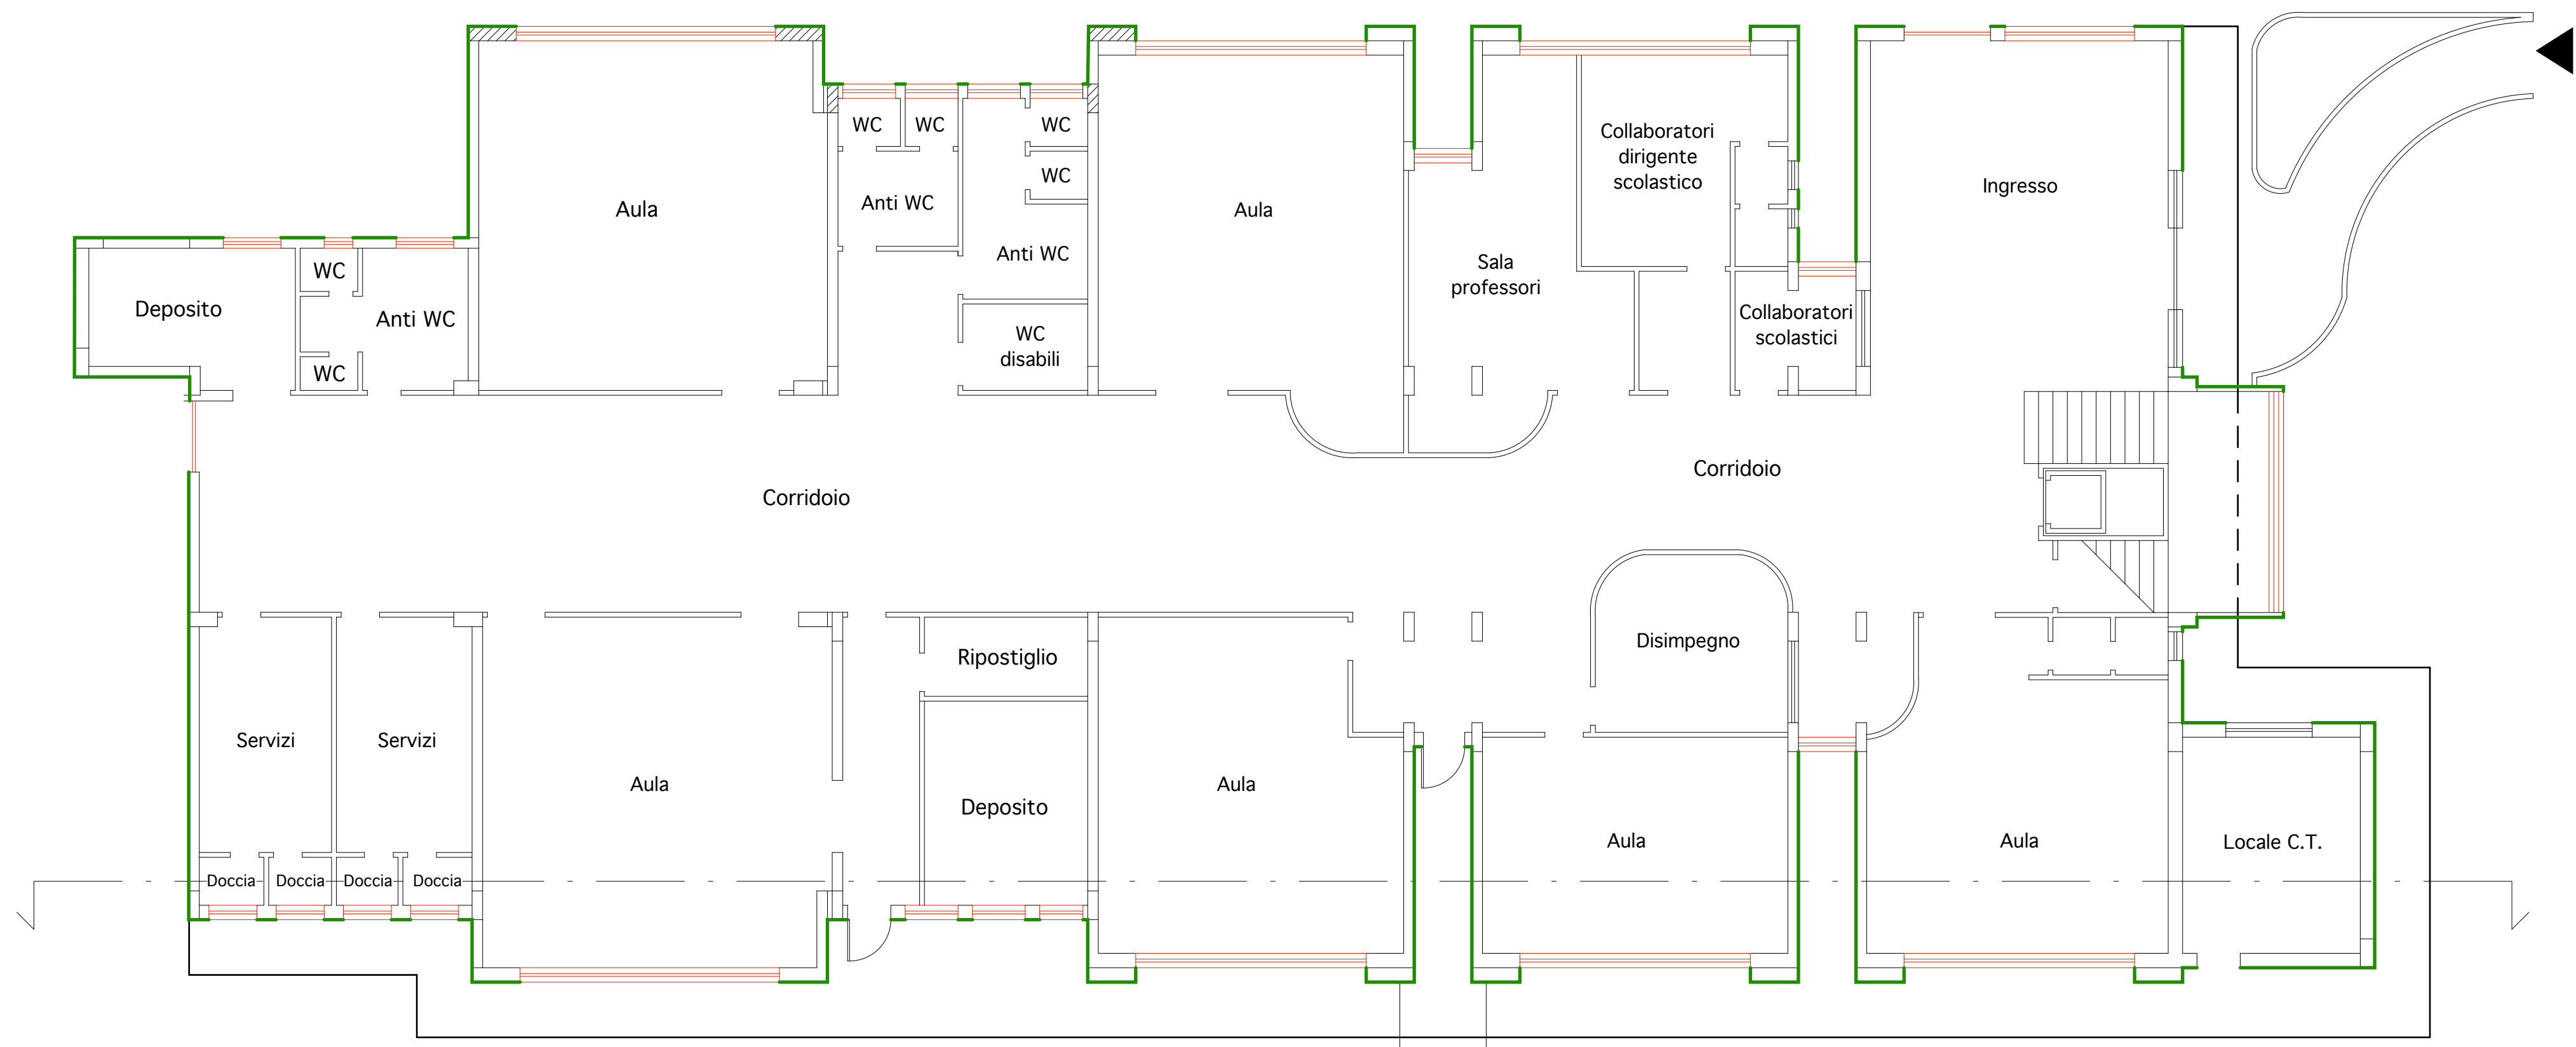 WC
WC
WC
Collaboratori
dirigente
scolastico
WC
Ingresso
Anti WC
Aula
Aula
Anti WC
Sala
professori
WC
Deposito
Anti WC
Collaboratori
scolastici
WC
disabili
WC
Corridoio
Corridoio
Disimpegno
Ripostiglio
Servizi
Servizi
Aula
Aula
Deposito
Aula
Aula
Locale C.T.
Doccia
Doccia
Doccia
Doccia